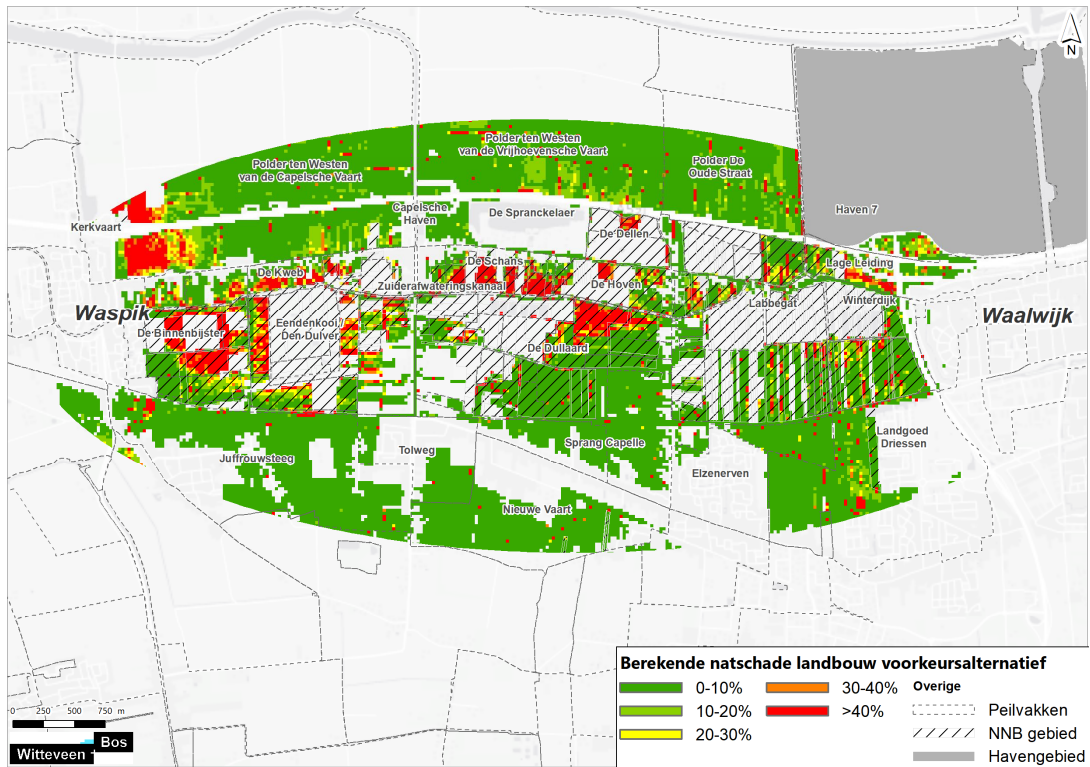 N
Polder ten Westen
van de Vrijhoevensche Vaart
Polder ten Westen
van de Capelsche Vaart
Polder De
Oude Straat
Capelsche
Haven
De Spranckelaer
Haven 7
Kerkvaart
De Dellen
De Schans
Lage Leiding
De Kweb
Zuiderafwateringskanaal
De Hoven
Labbegat
Winterdijk
Waspik
Waalwijk
De Binnenbijster
Eendenkooi
Den Dulver
De Dullaard
Landgoed
Driessen
Sprang Capelle
Tolweg
Juffrouwsteeg
Elzenerven
Nieuwe Vaart
Berekende natschade landbouw voorkeursalternatief
0-10%
10-20%
20-30%
30-40%
>40%
Overige
Peilvakken
NNB gebied
Havengebied
0 250 500 750 m
Witteveen + Bos